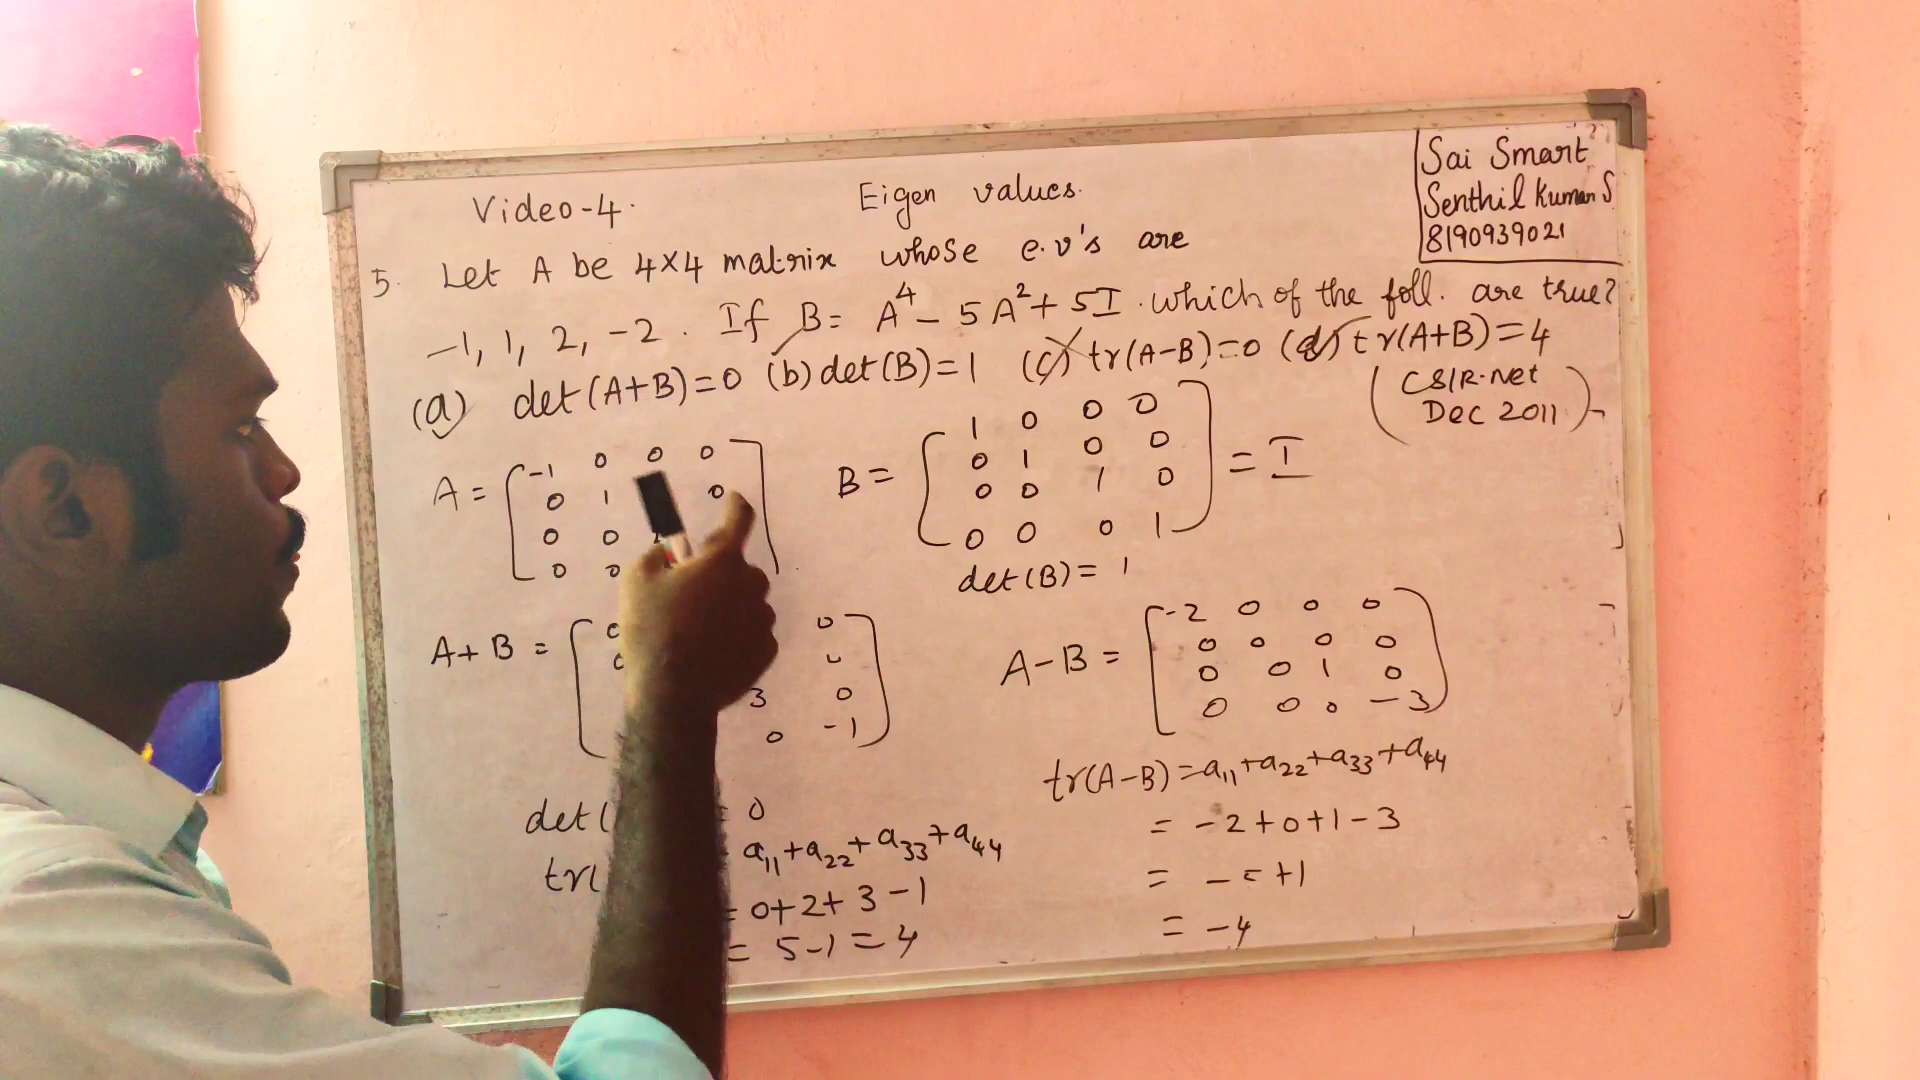 Video-4.
Eigen values.
Sai Smart
Senthil Kumar S
8190939021
5. Let A be 4×4 matrix whose e.v's are
-1, 1, 2, -2. If B= A⁴ - 5A² + 5I. which of the foll. are true?
(a) det(A+B)=0 (b) det(B)=1 (c) tr(A-B)=0 (d) tr(A+B)=4
(CSIR-net
Dec 2011)
A = [-1 0 0 0
0 1 0
0 0
0 0
B = [1 0 0 0
0 1 0 0
0 0 1 0
0 0 0 1] = I
det(B) = 1
A+B = [0 0
3 0
0 -1]
A-B = [-2 0 0 0
0 0 0 0
0 0 1 0
0 0 0 -3]
det( = 0
tr( = a₁₁+a₂₂+a₃₃+a₄₄
= 0+2+3-1
= 5-1=4
tr(A-B)=a₁₁+a₂₂+a₃₃+a₄₄
= -2+0+1-3
= -5+1
= -4